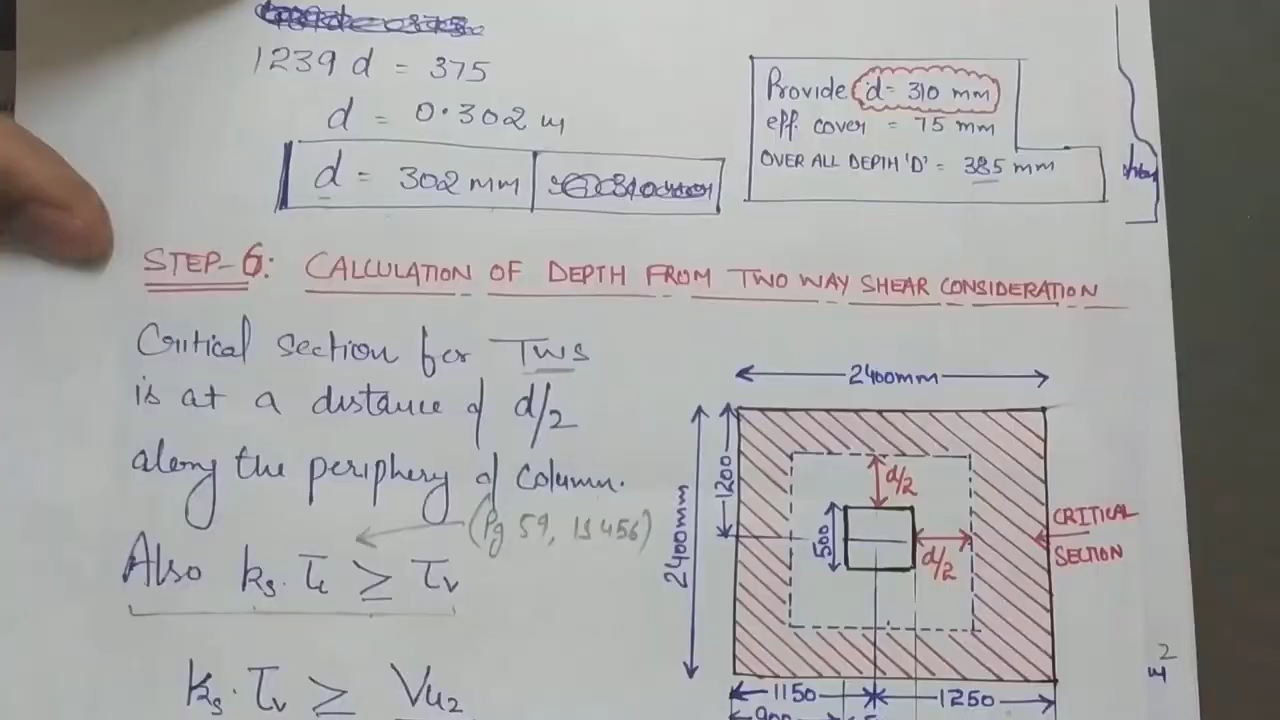 1239 d = 375
d = 0.302 m
d = 302 mm
Provide d = 310 mm
eff. cover = 75 mm
OVER ALL DEPTH 'D' = 385 mm
STEP-6: CALCULATION OF DEPTH FROM TWO WAY SHEAR CONSIDERATION
Critical section for TWS
is at a distance of d/2
along the periphery of column.
(Pg 59, IS 456)
Also ks.τc ≥ τv
ks.τv ≥ Vu2
2400mm
2400mm
1200
500
d/2
d/2
CRITICAL
SECTION
1150
1250
900